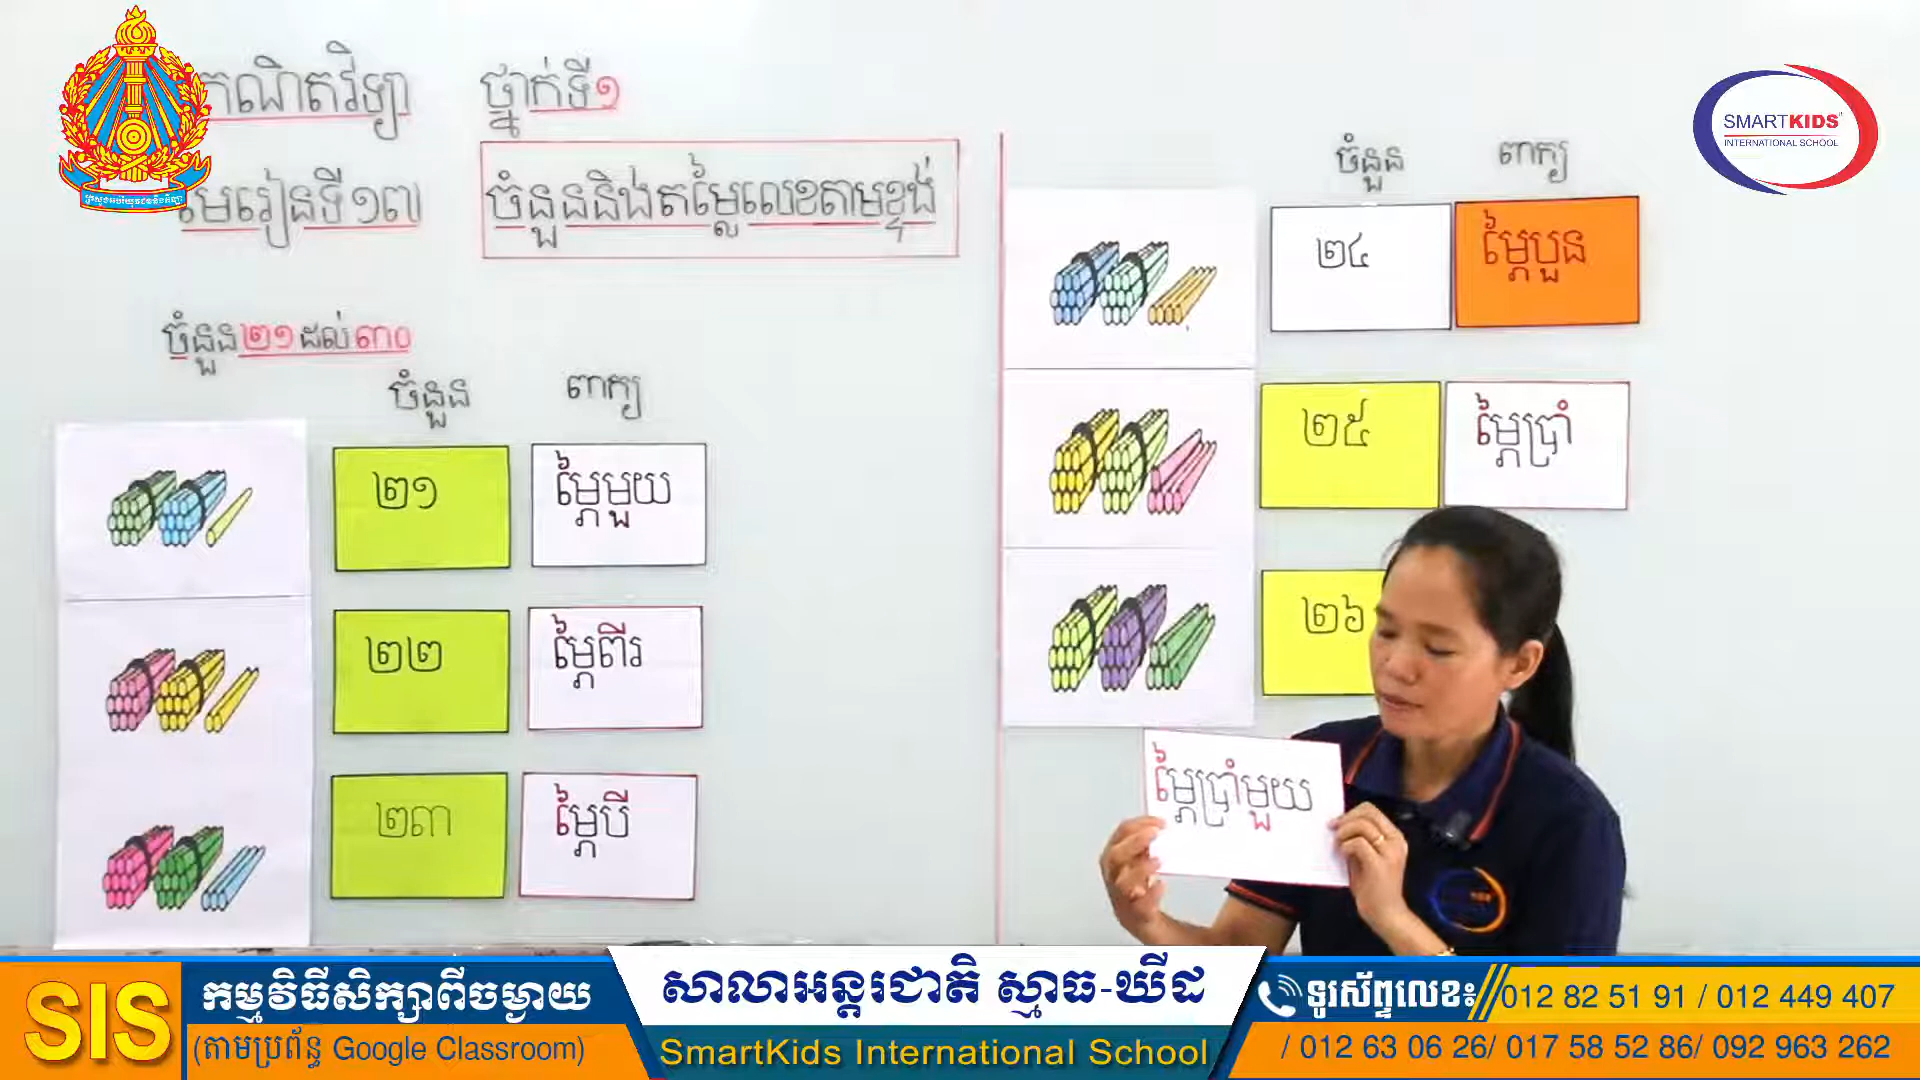 គណិតវិទ្យា ថ្នាក់ទី១
មេរៀនទី១៧ ចំនួននិងតម្លៃលេខតាមខ្ទង់
ចំនួន២១ដល់៣០
ចំនួន ពាក្យ
២១ ម្ភៃមួយ
២២ ម្ភៃពីរ
២៣ ម្ភៃបី
ចំនួន ពាក្យ
២៤ ម្ភៃបួន
២៥ ម្ភៃប្រាំ
២៦
ម្ភៃប្រាំមួយ
SMARTKIDS
INTERNATIONAL SCHOOL
SIS
កម្មវិធីសិក្សាពីចម្ងាយ
(តាមប្រព័ន្ធ Google Classroom)
សាលាអន្តរជាតិ ស្មាធ-ឃីដ
SmartKids International School
ទូរស័ព្ទលេខ៖ 012 82 51 91 / 012 449 407
/ 012 63 06 26/ 017 58 52 86/ 092 963 262